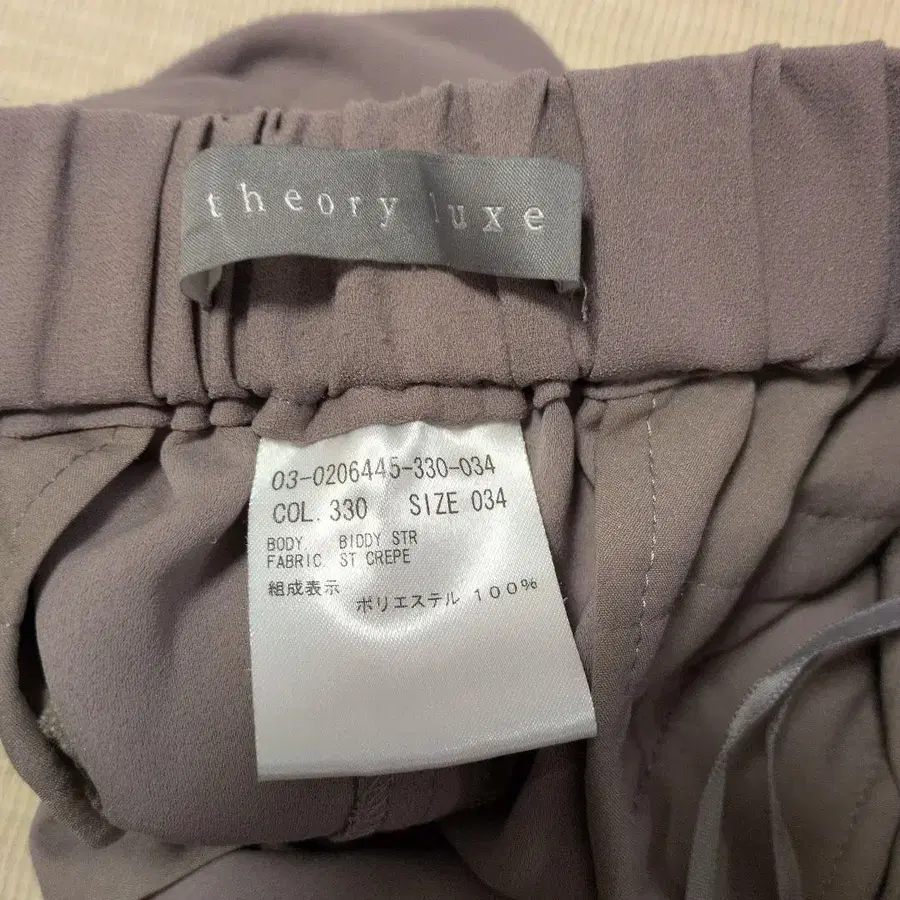 theory luxe
03-0206445-330-034
COL. 330 SIZE 034
BODY. BIDDY STR
FABRIC. ST CREPE
組成表示
ポリエステル 100%